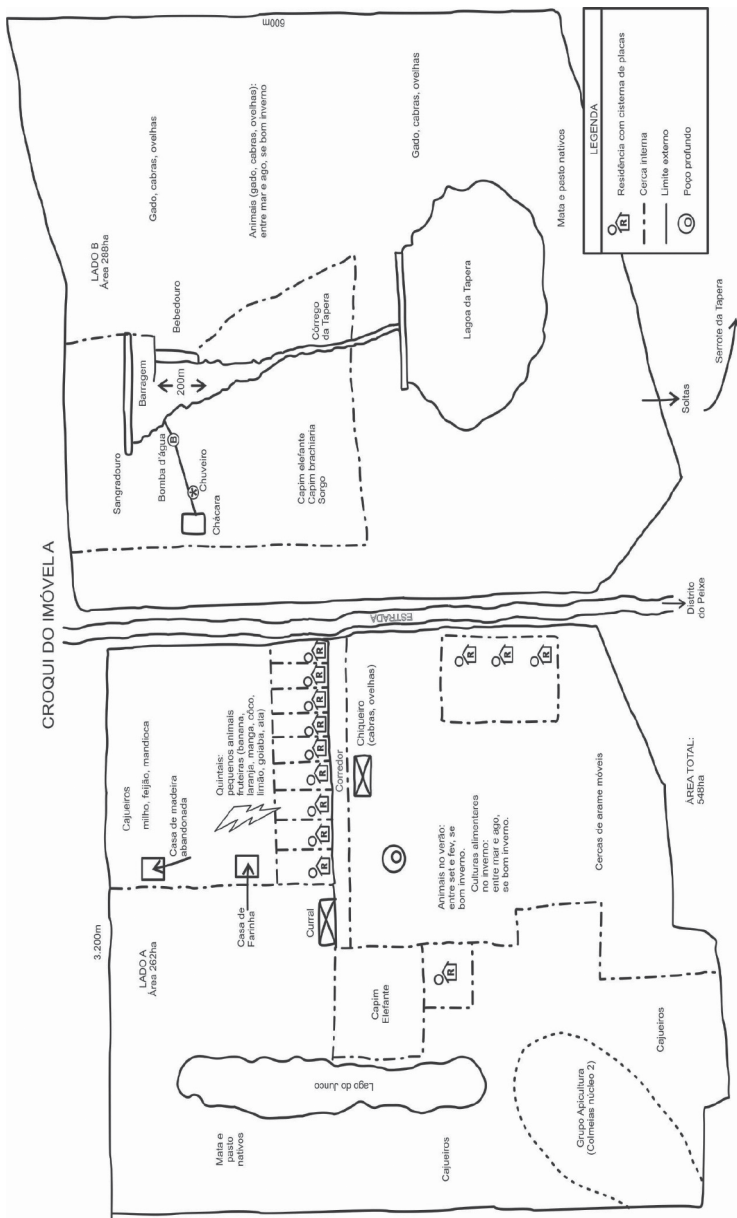 CROQUI DO IMÓVEL A
3.200m
LADO A
Área 262ha
Mata e
pasto
nativos
Lago do Junco
Cajueiros
Grupo Apicultura
(Colmeias núcleo 2)
Cajueiros
Capim
Elefante
R
Curral
Casa de
Farinha
Casa de madeira
abandonada
Cajueiros
milho, feijão, mandioca
Quintais:
pequenos animais
fruteiras (banana,
laranja, manga, côco,
limão, goiaba, ata)
R
R
R
R
R
R
R
R
R
Corredor
Chiqueiro
(cabras, ovelhas)
Animais no verão:
entre set e fev, se
bom inverno.
Culturas alimentares
no inverno:
entre mar e ago,
se bom inverno.
R
R
R
Cercas de arame móveis
ÁREA TOTAL:
548ha
ESTRADA
Distrito
do Peixe
LADO B
Área 288ha
Sangradouro
Barragem
200m
Bebedouro
Bomba d'água
B
Chuveiro
Chácara
Capim elefante
Capim brachiaria
Sorgo
Córrego
da Tapera
Gado, cabras, ovelhas
Animais (gado, cabras, ovelhas):
entre mar e ago, se bom inverno
600m
Gado, cabras, ovelhas
Lagoa da Tapera
Mata e pasto nativos
Soltas
Serrote da Tapera
LEGENDA
R
Residência com cisterna de placas
Cerca interna
Limite externo
Poço profundo